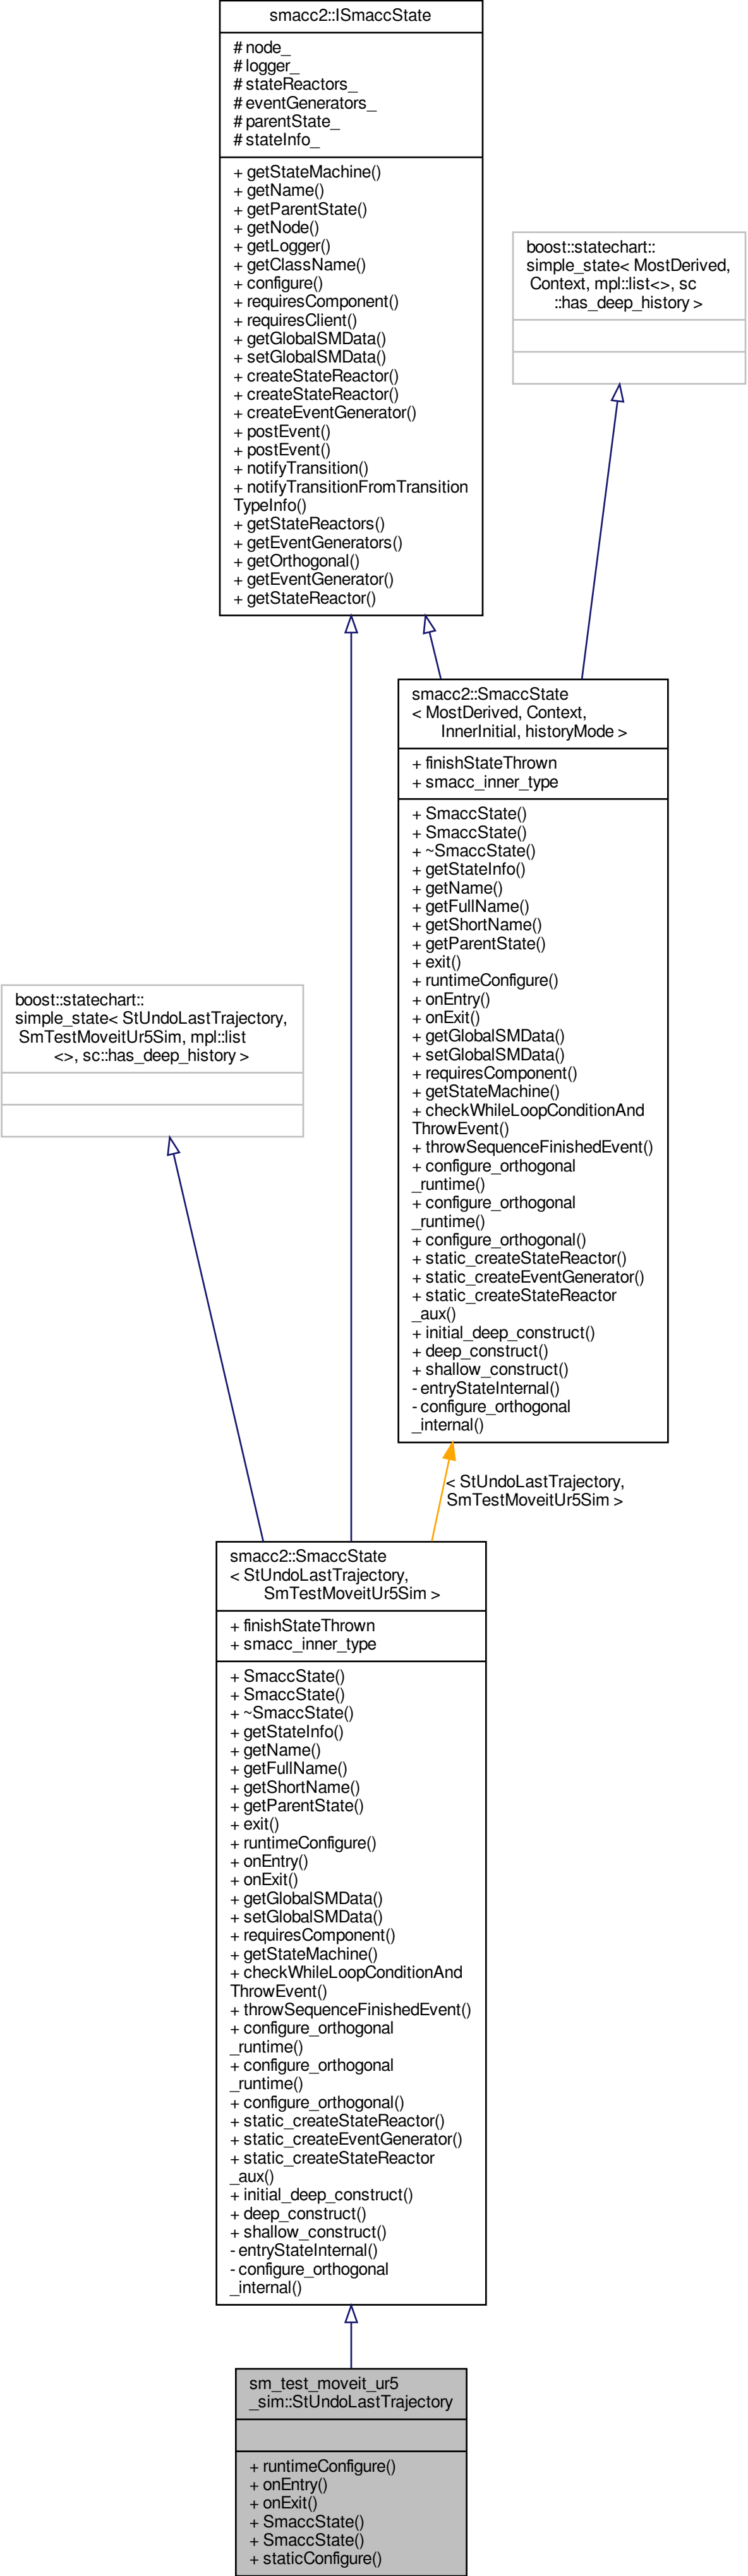 smacc2::ISmaccState
# node_
# logger_
# stateReactors_
# eventGenerators_
# parentState_
# stateInfo_
+ getStateMachine()
+ getName()
+ getParentState()
+ getNode()
+ getLogger()
+ getClassName()
+ configure()
+ requiresComponent()
+ requiresClient()
+ getGlobalSMData()
+ setGlobalSMData()
+ createStateReactor()
+ createStateReactor()
+ createEventGenerator()
+ postEvent()
+ postEvent()
+ notifyTransition()
+ notifyTransitionFromTransition
TypeInfo()
+ getStateReactors()
+ getEventGenerators()
+ getOrthogonal()
+ getEventGenerator()
+ getStateReactor()
boost::statechart::
simple_state< MostDerived,
Context, mpl::list<>, sc
::has_deep_history >
smacc2::SmaccState
< MostDerived, Context,
InnerInitial, historyMode >
+ finishStateThrown
+ smacc_inner_type
+ SmaccState()
+ SmaccState()
+ ~SmaccState()
+ getStateInfo()
+ getName()
+ getFullName()
+ getShortName()
+ getParentState()
+ exit()
+ runtimeConfigure()
+ onEntry()
+ onExit()
+ getGlobalSMData()
+ setGlobalSMData()
+ requiresComponent()
+ getStateMachine()
+ checkWhileLoopConditionAnd
ThrowEvent()
+ throwSequenceFinishedEvent()
+ configure_orthogonal
_runtime()
+ configure_orthogonal
_runtime()
+ configure_orthogonal()
+ static_createStateReactor()
+ static_createEventGenerator()
+ static_createStateReactor
_aux()
+ initial_deep_construct()
+ deep_construct()
+ shallow_construct()
- entryStateInternal()
- configure_orthogonal
_internal()
boost::statechart::
simple_state< StUndoLastTrajectory,
SmTestMoveitUr5Sim, mpl::list
<>, sc::has_deep_history >
< StUndoLastTrajectory,
SmTestMoveitUr5Sim >
smacc2::SmaccState
< StUndoLastTrajectory,
SmTestMoveitUr5Sim >
+ finishStateThrown
+ smacc_inner_type
+ SmaccState()
+ SmaccState()
+ ~SmaccState()
+ getStateInfo()
+ getName()
+ getFullName()
+ getShortName()
+ getParentState()
+ exit()
+ runtimeConfigure()
+ onEntry()
+ onExit()
+ getGlobalSMData()
+ setGlobalSMData()
+ requiresComponent()
+ getStateMachine()
+ checkWhileLoopConditionAnd
ThrowEvent()
+ throwSequenceFinishedEvent()
+ configure_orthogonal
_runtime()
+ configure_orthogonal
_runtime()
+ configure_orthogonal()
+ static_createStateReactor()
+ static_createEventGenerator()
+ static_createStateReactor
_aux()
+ initial_deep_construct()
+ deep_construct()
+ shallow_construct()
- entryStateInternal()
- configure_orthogonal
_internal()
sm_test_moveit_ur5
_sim::StUndoLastTrajectory
+ runtimeConfigure()
+ onEntry()
+ onExit()
+ SmaccState()
+ SmaccState()
+ staticConfigure()